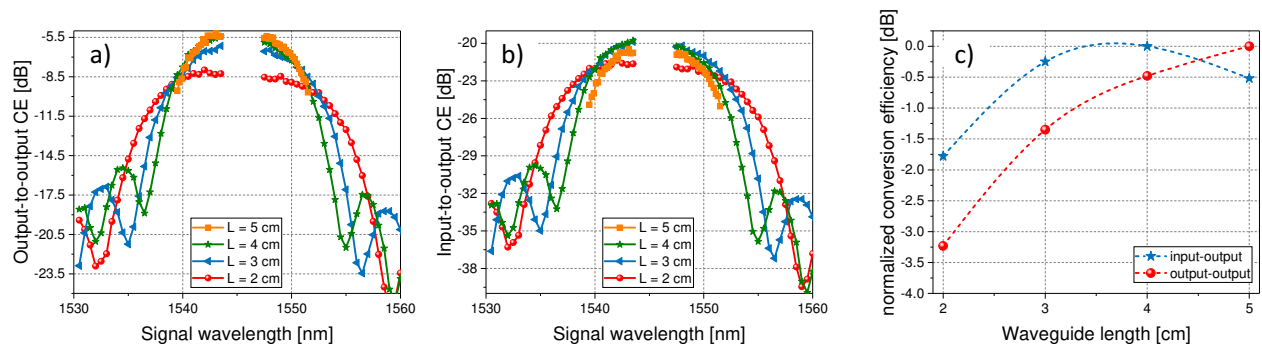 a)
Output-to-output CE [dB]
-5.5
-8.5
-11.5
-14.5
-17.5
-20.5
-23.5
L = 5 cm
L = 4 cm
L = 3 cm
L = 2 cm
1530
1540
1550
1560
Signal wavelength [nm]
b)
Input-to-output CE [dB]
-20
-23
-26
-29
-32
-35
-38
L = 5 cm
L = 4 cm
L = 3 cm
L = 2 cm
1530
1540
1550
1560
Signal wavelength [nm]
c)
normalized conversion efficiency [dB]
0.0
-0.5
-1.0
-1.5
-2.0
-2.5
-3.0
-3.5
-4.0
input-output
output-output
2
3
4
5
Waveguide length [cm]